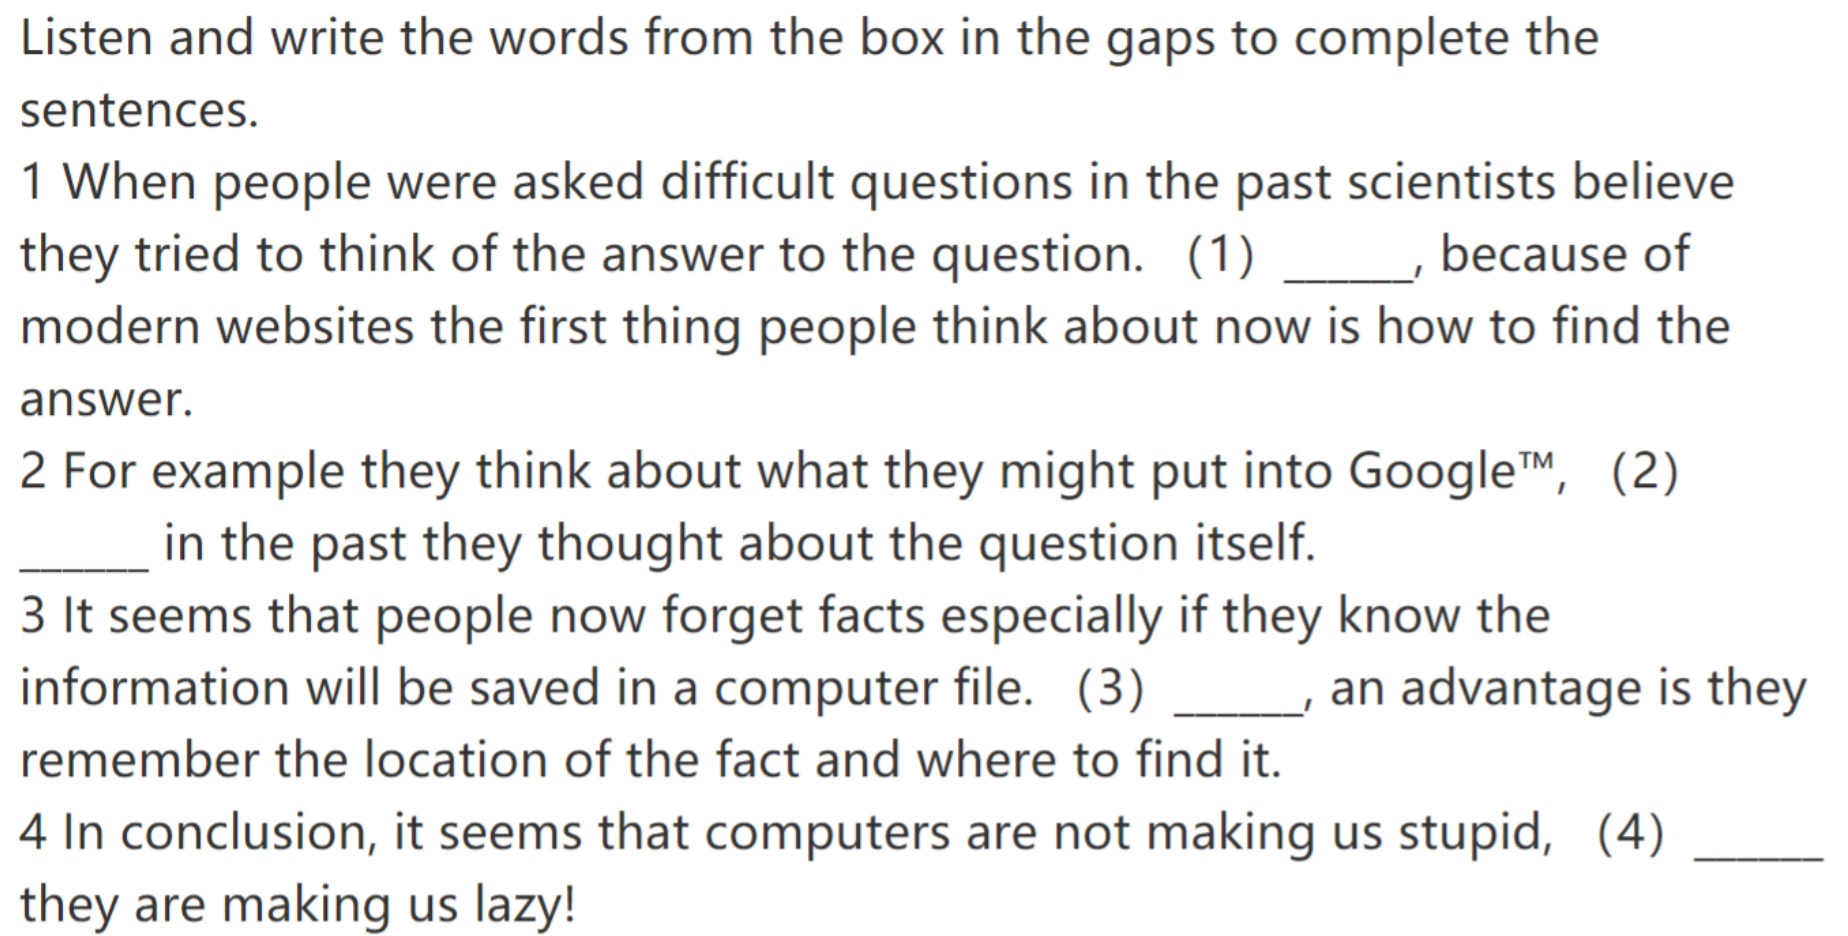 Listen and write the words from the box in the gaps to complete the
sentences.
1 When people were asked difficult questions in the past scientists believe
they tried to think of the answer to the question. (1) ______, because of
modern websites the first thing people think about now is how to find the
answer.
2 For example they think about what they might put into Google™, (2)
______ in the past they thought about the question itself.
3 It seems that people now forget facts especially if they know the
information will be saved in a computer file. (3) ______, an advantage is they
remember the location of the fact and where to find it.
4 In conclusion, it seems that computers are not making us stupid, (4) ______
they are making us lazy!